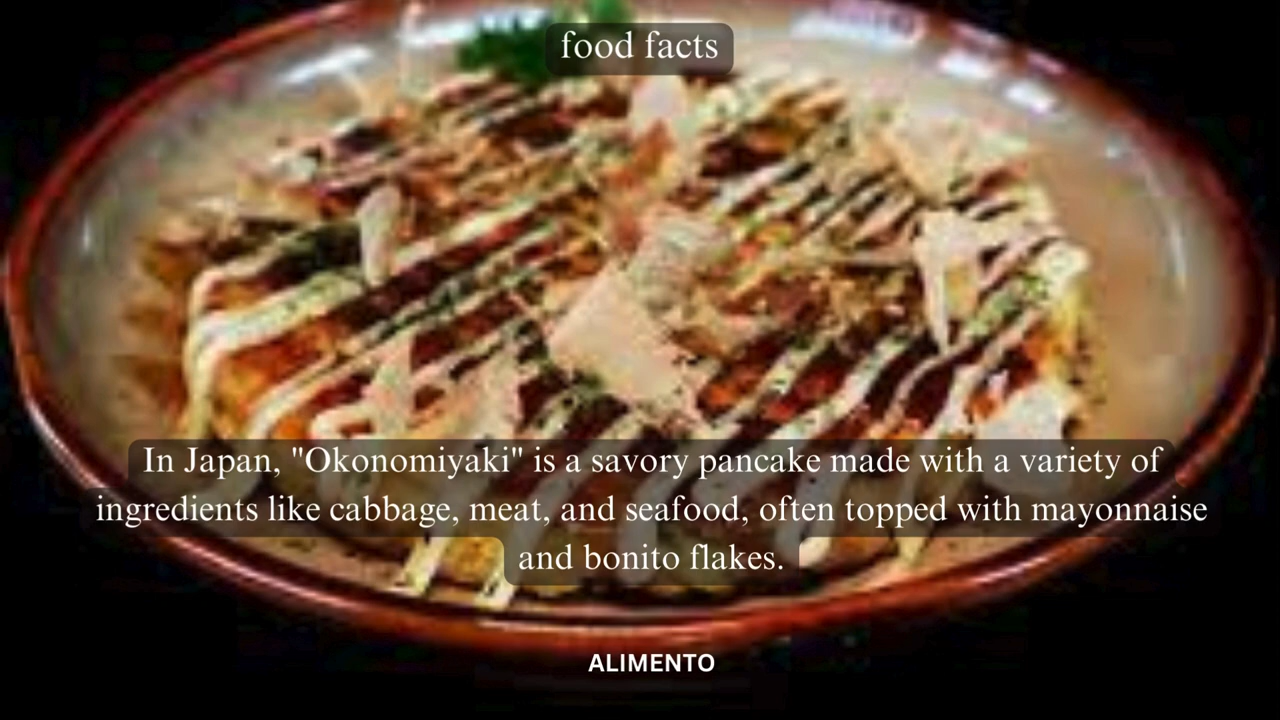 food facts
In Japan, "Okonomiyaki" is a savory pancake made with a variety of
ingredients like cabbage, meat, and seafood, often topped with mayonnaise
and bonito flakes.
ALIMENTO